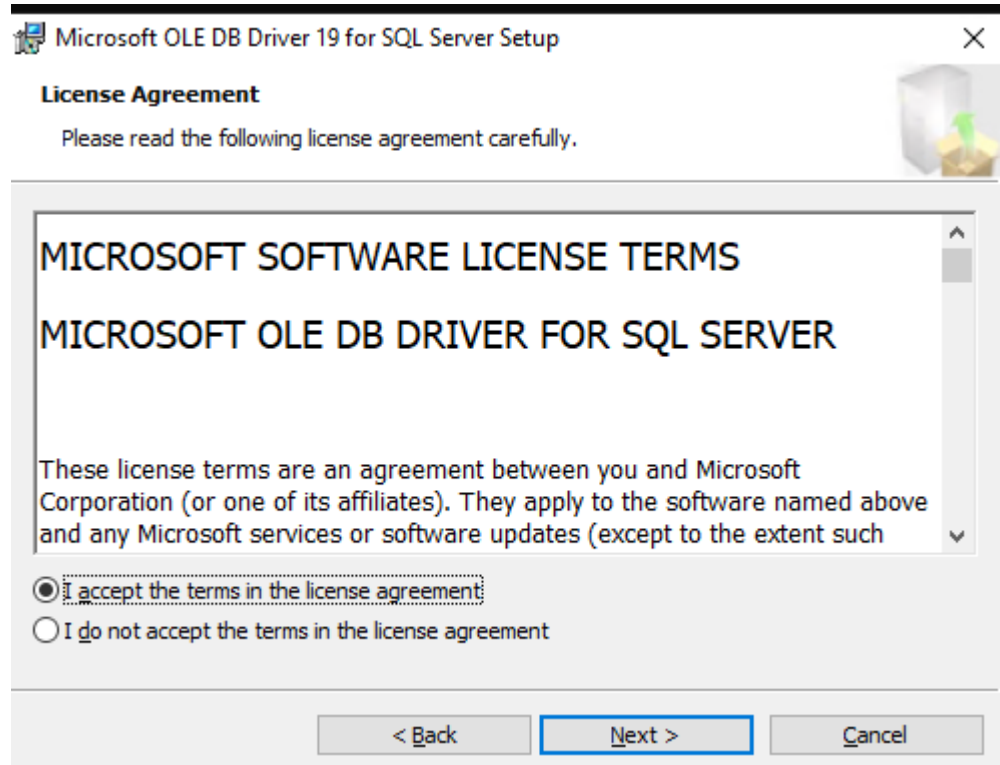 Microsoft OLE DB Driver 19 for SQL Server Setup
License Agreement
Please read the following license agreement carefully.
MICROSOFT SOFTWARE LICENSE TERMS
MICROSOFT OLE DB DRIVER FOR SQL SERVER
These license terms are an agreement between you and Microsoft
Corporation (or one of its affiliates). They apply to the software named above
and any Microsoft services or software updates (except to the extent such
I accept the terms in the license agreement
I do not accept the terms in the license agreement
< Back Next > Cancel